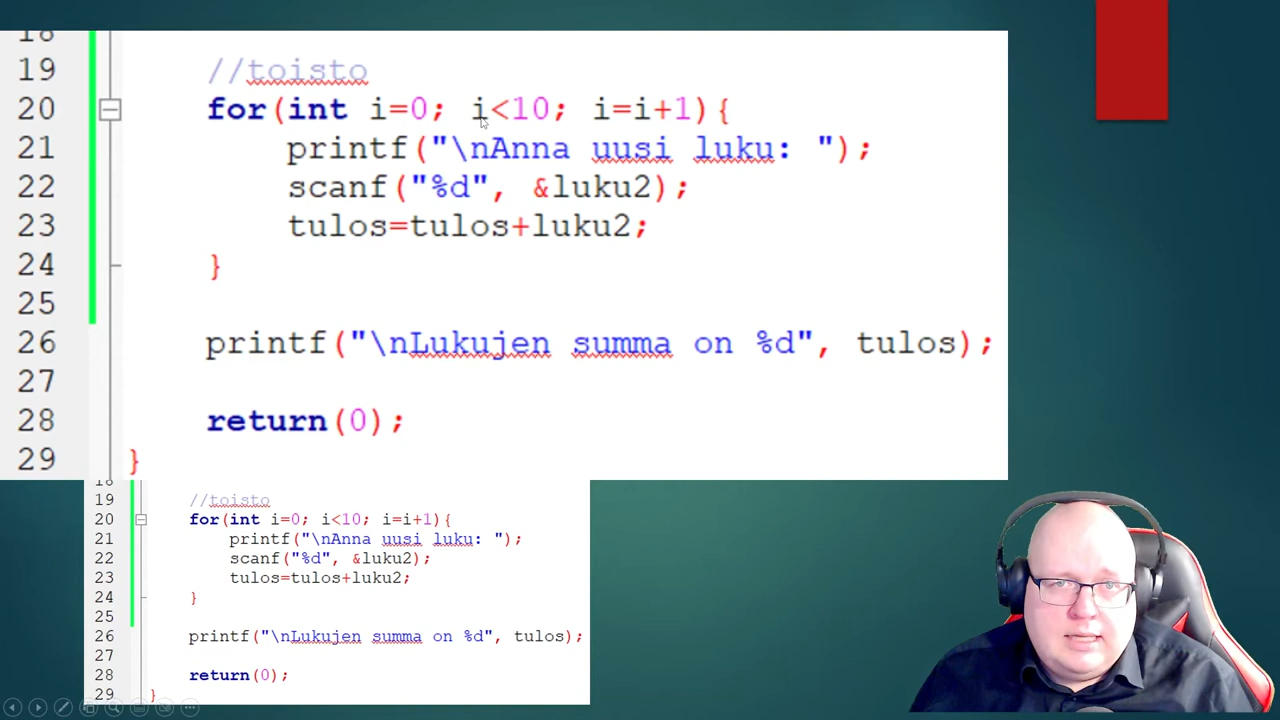 18
19 //toisto
20 for(int i=0; i<10; i=i+1){
21 printf("\nAnna uusi luku: ");
22 scanf("%d", &luku2);
23 tulos=tulos+luku2;
24 }
25
26 printf("\nLukujen summa on %d", tulos);
27
28 return(0);
29 }
18
19 //toisto
20 for(int i=0; i<10; i=i+1){
21 printf("\nAnna uusi luku: ");
22 scanf("%d", &luku2);
23 tulos=tulos+luku2;
24 }
25
26 printf("\nLukujen summa on %d", tulos);
27
28 return(0);
29 }